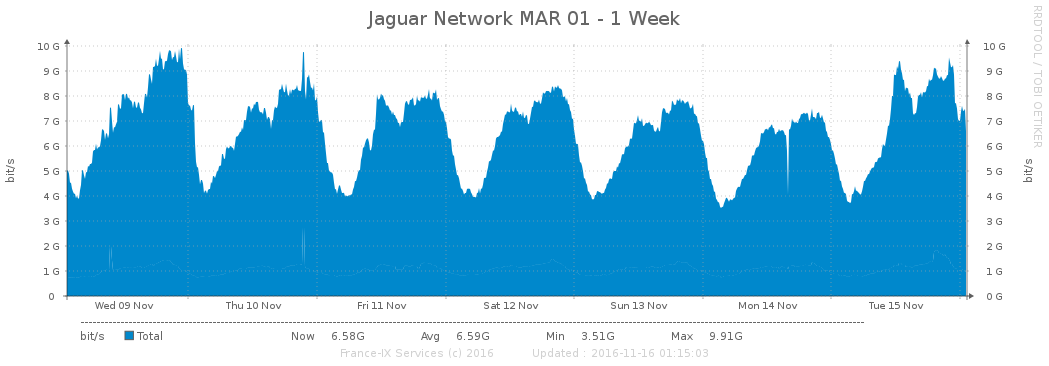 Jaguar Network MAR 01 - 1 Week
RRDTOOL / TOBI OETIKER
10 G 10 G
9 G 9 G
8 G 8 G
7 G 7 G
6 G 6 G
5 G 5 G
4 G 4 G
3 G 3 G
2 G 2 G
1 G 1 G
0 0 G
bit/s
bit/s
Wed 09 Nov Thu 10 Nov Fri 11 Nov Sat 12 Nov Sun 13 Nov Mon 14 Nov Tue 15 Nov
bit/s Total Now 6.58G Avg 6.59G Min 3.51G Max 9.91G
France-IX Services (c) 2016 Updated : 2016-11-16 01:15:03